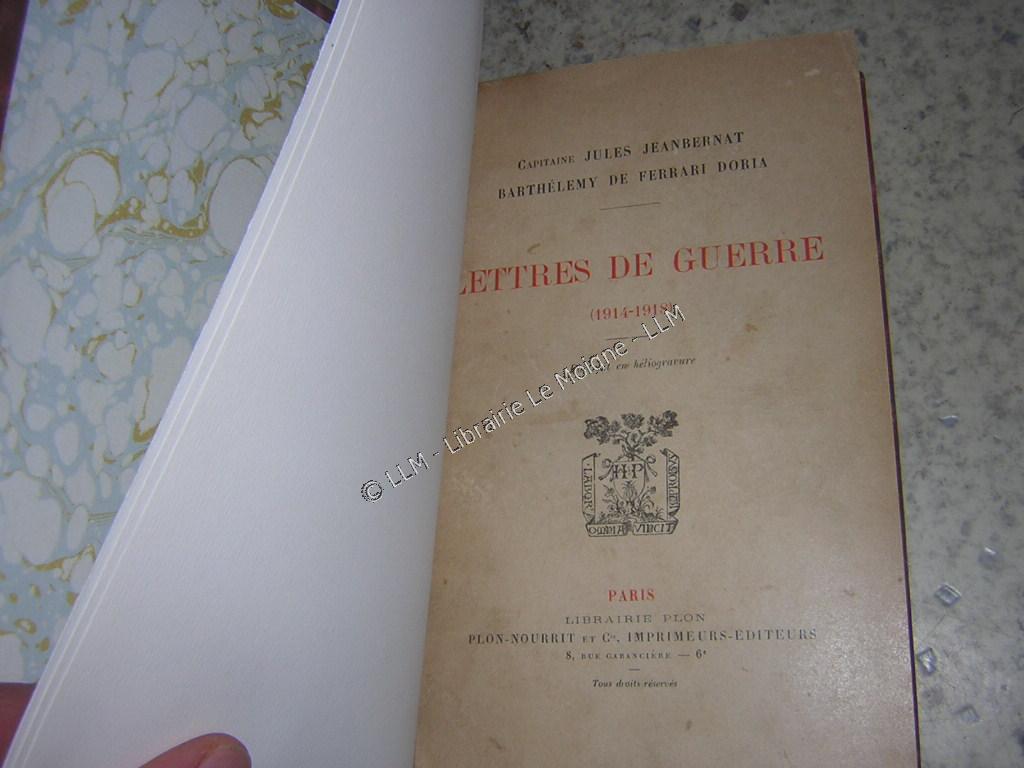 CAPITAINE JULES JEANBERNAT
BARTHÉLEMY DE FERRARI DORIA
LETTRES DE GUERRE
(1914-1918)
en héliogravure
© LLM - Librairie Le Moigne - LLM
LABOR
HP
OMNIA VINCIT
PARIS
LIBRAIRIE PLON
PLON-NOURRIT ET Cie, IMPRIMEURS-ÉDITEURS
8, RUE GARANCIÈRE — 6e
Tous droits réservés